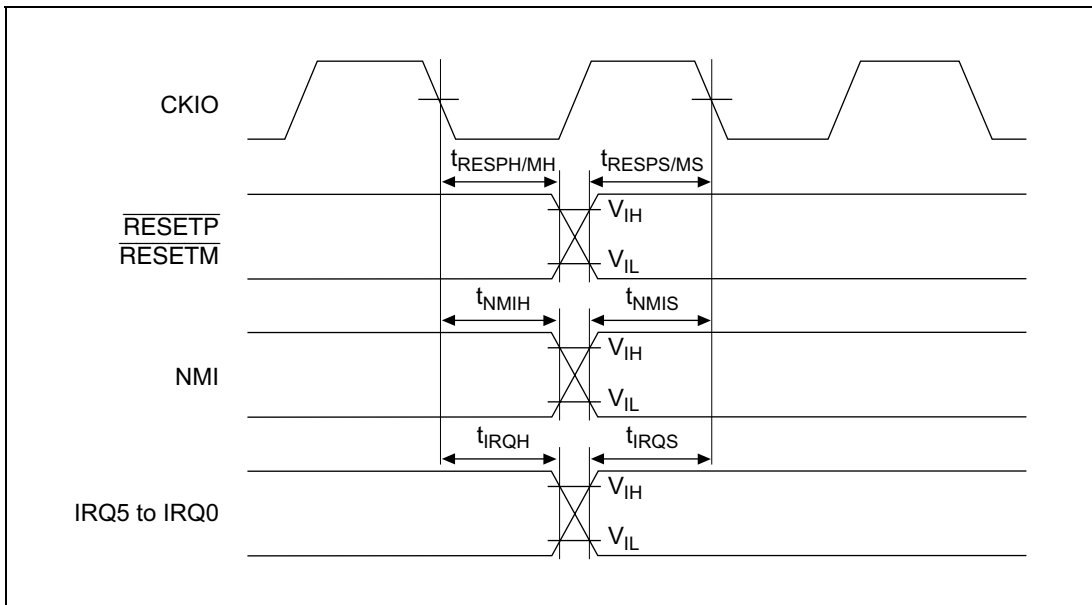 CKIO
tRESPH/MH tRESPS/MS
RESETP
RESETM
VIH
VIL
tNMIH tNMIS
NMI
VIH
VIL
tIRQH tIRQS
IRQ5 to IRQ0
VIH
VIL